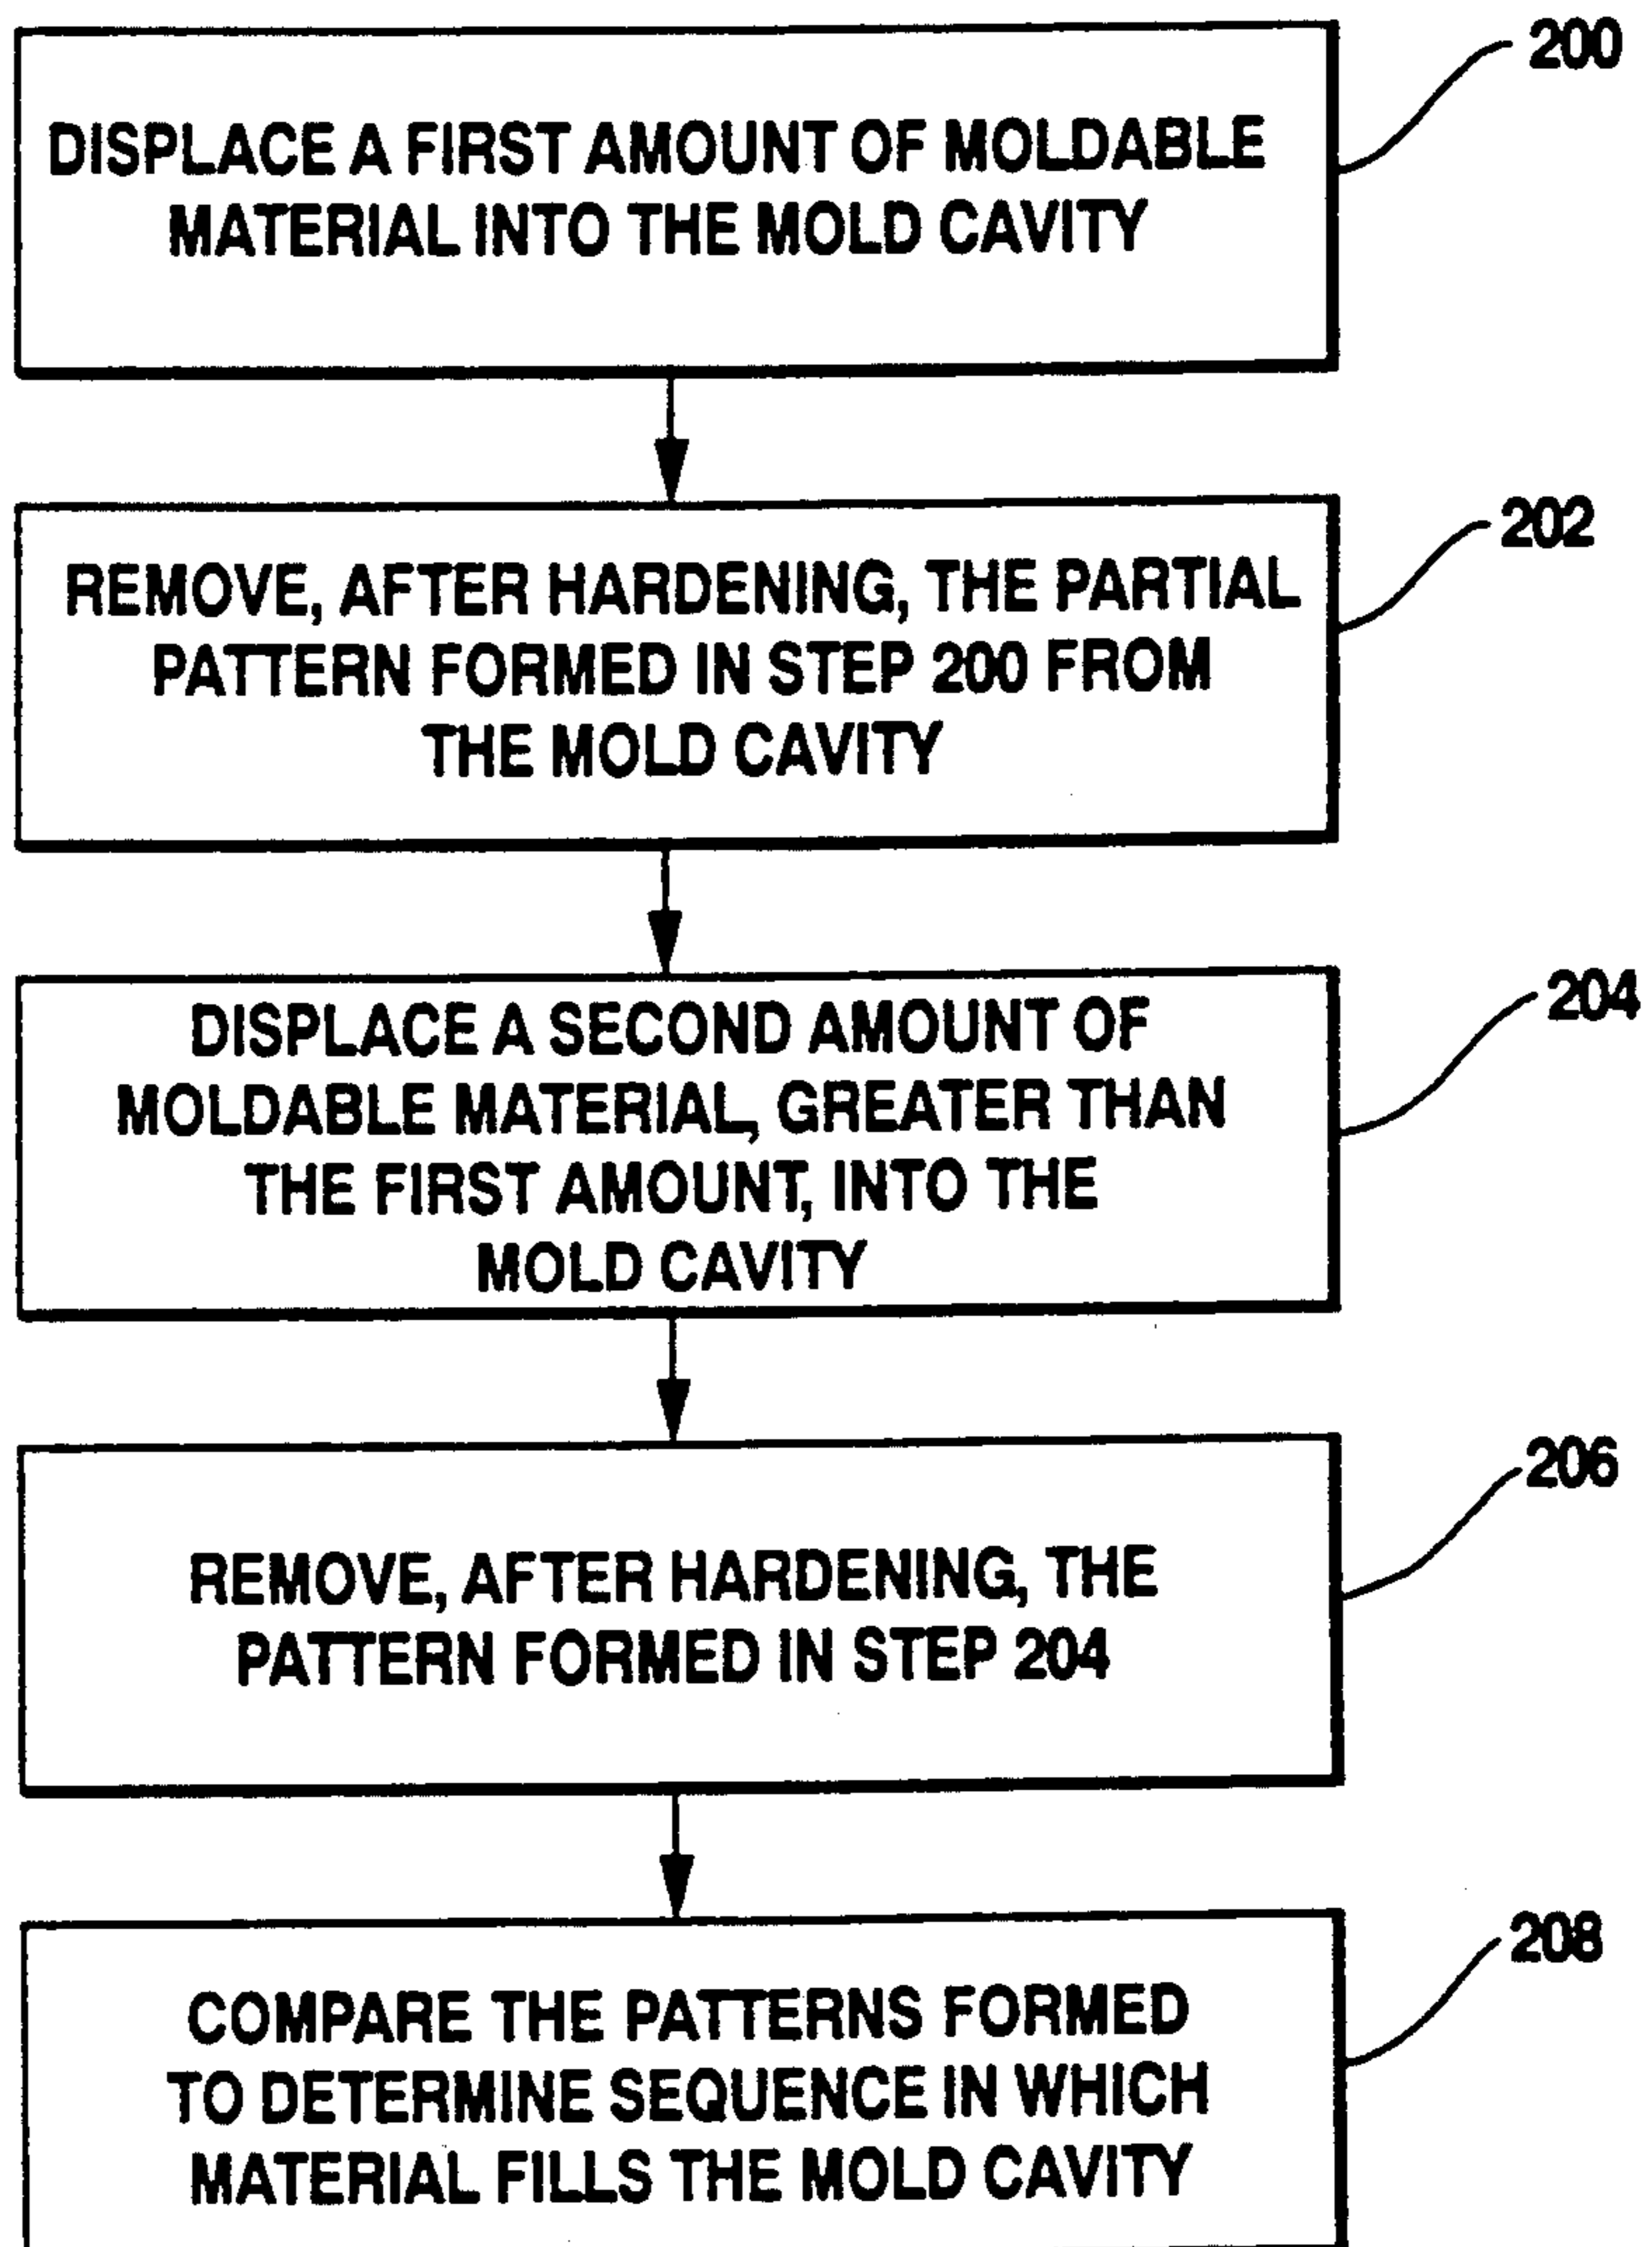 200
DISPLACE A FIRST AMOUNT OF MOLDABLE
MATERIAL INTO THE MOLD CAVITY
202
REMOVE, AFTER HARDENING, THE PARTIAL
PATTERN FORMED IN STEP 200 FROM
THE MOLD CAVITY
204
DISPLACE A SECOND AMOUNT OF
MOLDABLE MATERIAL, GREATER THAN
THE FIRST AMOUNT, INTO THE
MOLD CAVITY
206
REMOVE, AFTER HARDENING, THE
PATTERN FORMED IN STEP 204
208
COMPARE THE PATTERNS FORMED
TO DETERMINE SEQUENCE IN WHICH
MATERIAL FILLS THE MOLD CAVITY